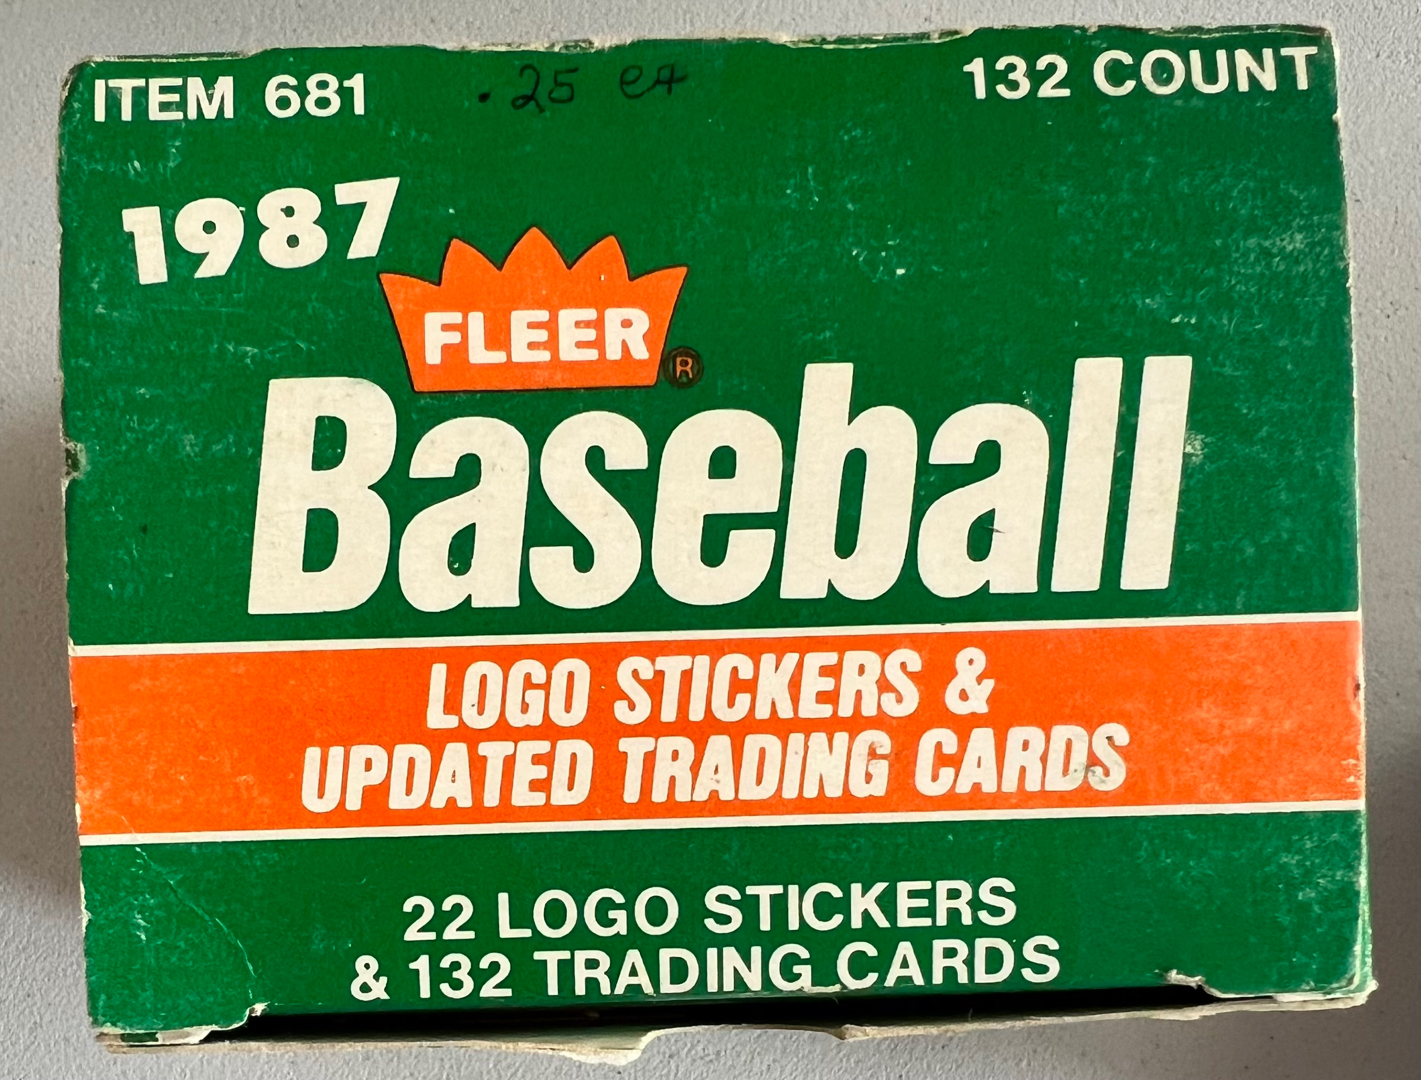 ITEM 681 .25 ea 132 COUNT
1987
FLEER ®
Baseball
LOGO STICKERS &
UPDATED TRADING CARDS
22 LOGO STICKERS
& 132 TRADING CARDS